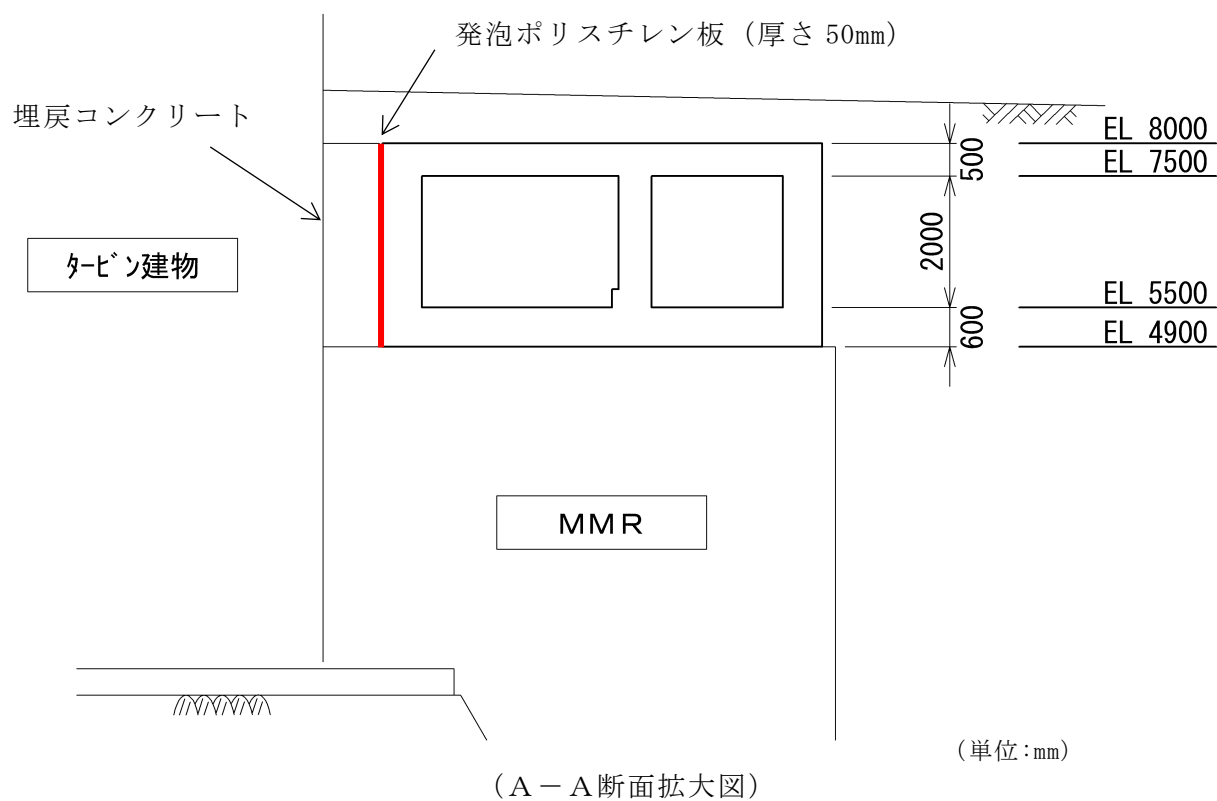 発泡ポリスチレン板（厚さ 50mm）
埋戻コンクリート
EL 8000
500
EL 7500
ﾀｰﾋﾞﾝ建物
2000
EL 5500
600
EL 4900
ＭＭＲ
（単位：mm）
（Ａ－Ａ断面拡大図）